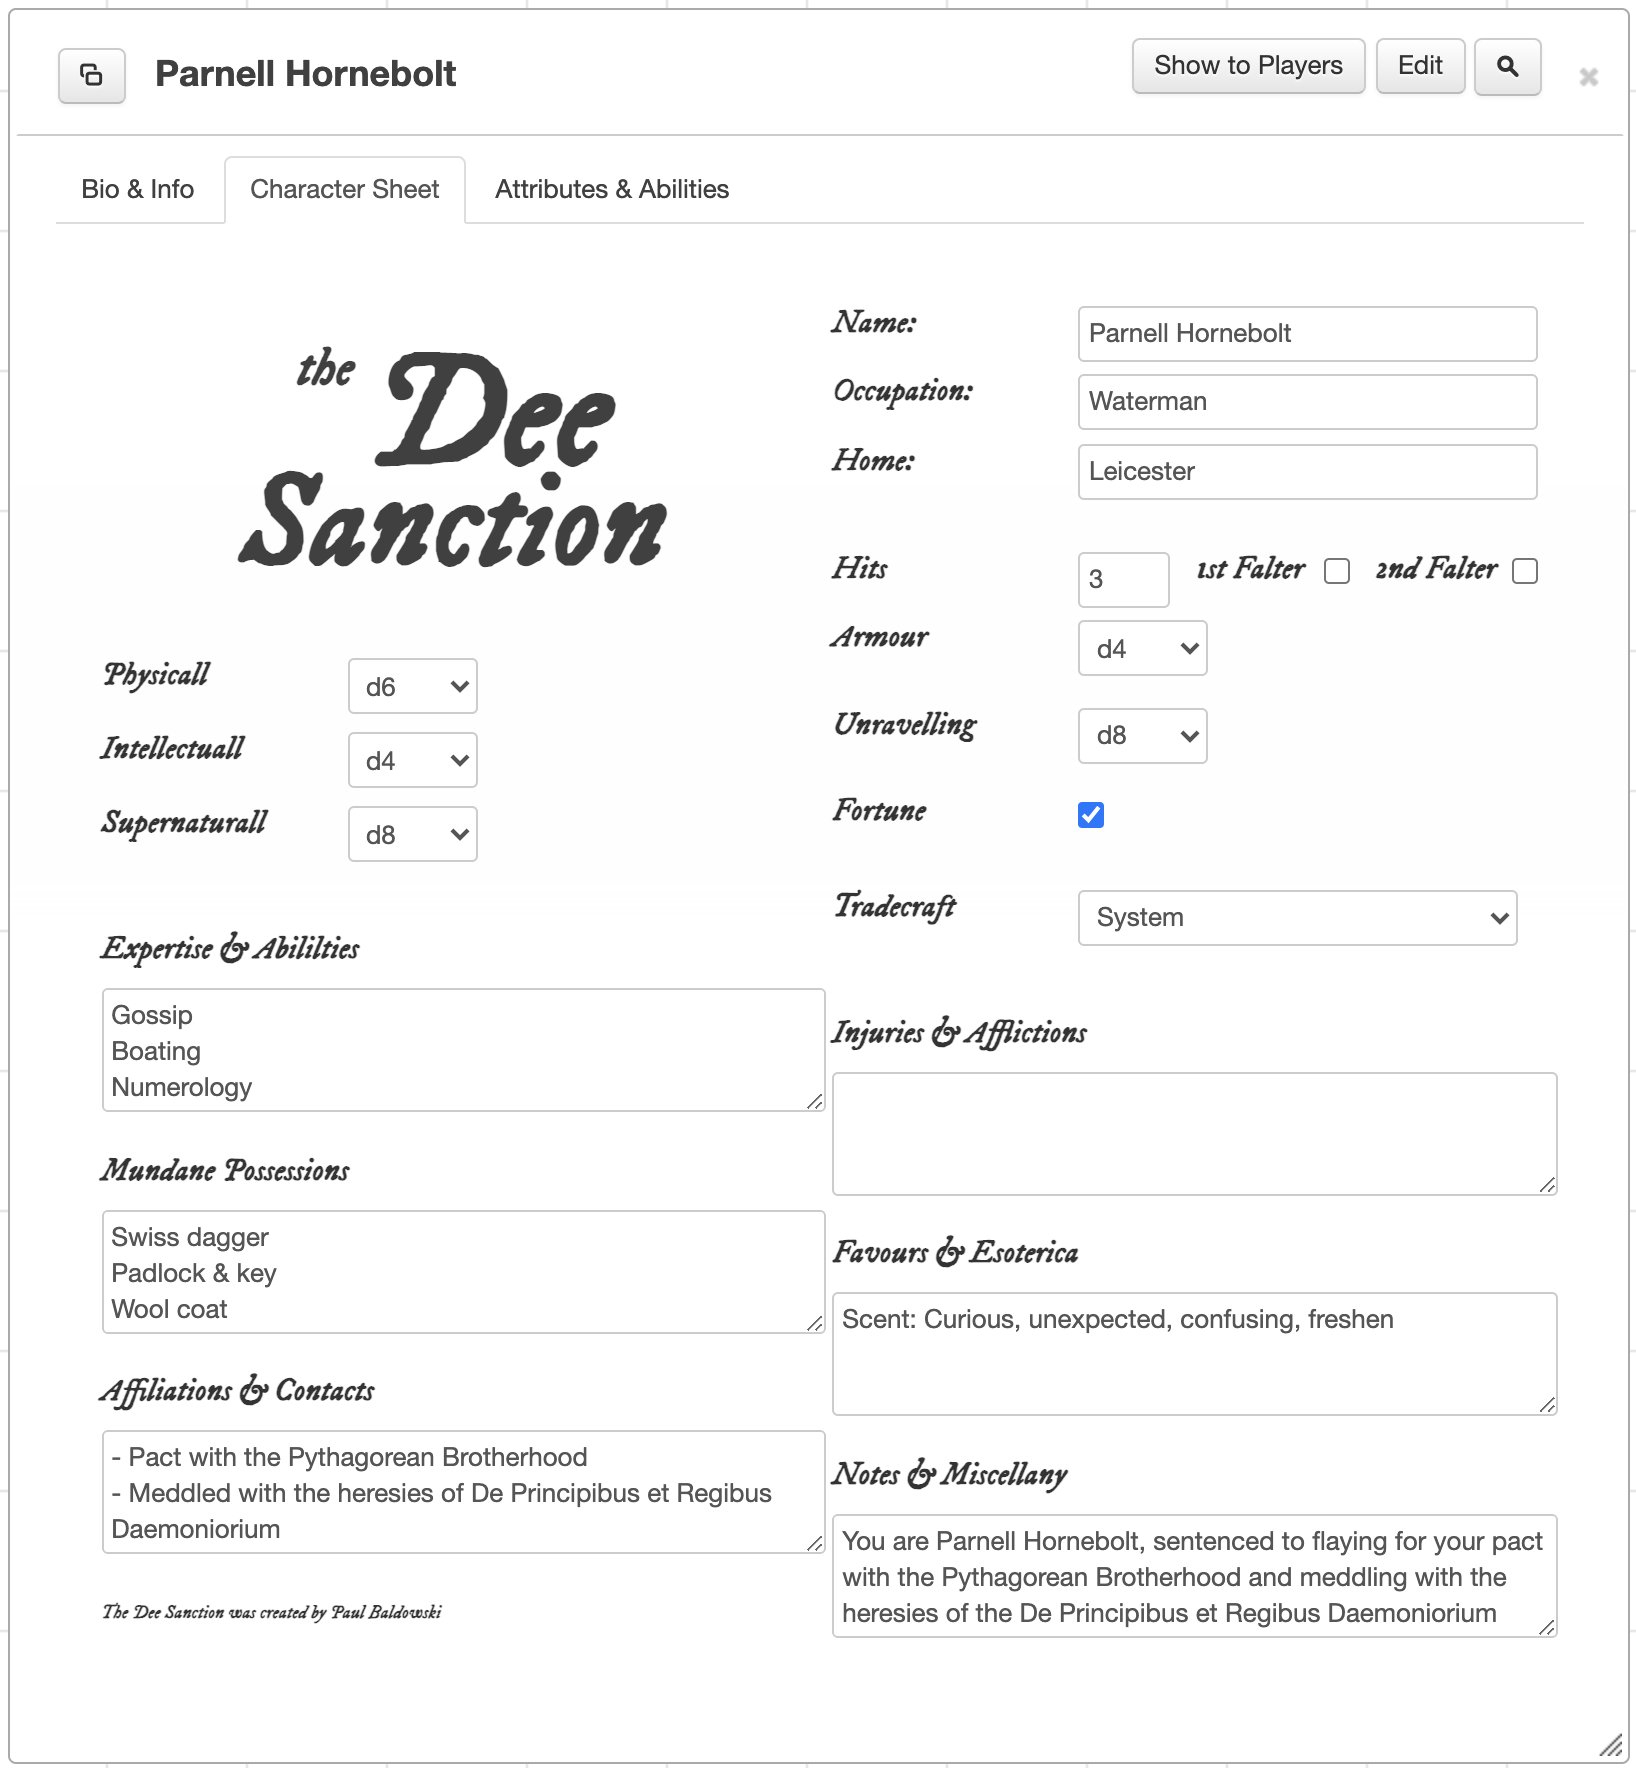 Parnell Hornebolt
Show to Players
Edit
Bio & Info
Character Sheet
Attributes & Abilities
the Dee
Sanction
Name:
Parnell Hornebolt
Occupation:
Waterman
Home:
Leicester
Hits
3
1st Falter
2nd Falter
Armour
d4
Physicall
d6
Intellectuall
d4
Supernaturall
d8
Unravelling
d8
Fortune
Tradecraft
System
Expertise & Abililties
Gossip
Boating
Numerology
Mundane Possessions
Swiss dagger
Padlock & key
Wool coat
Affiliations & Contacts
- Pact with the Pythagorean Brotherhood
- Meddled with the heresies of De Principibus et Regibus
Daemoniorium
The Dee Sanction was created by Paul Baldowski
Injuries & Afflictions
Favours & Esoterica
Scent: Curious, unexpected, confusing, freshen
Notes & Miscellany
You are Parnell Hornebolt, sentenced to flaying for your pact
with the Pythagorean Brotherhood and meddling with the
heresies of the De Principibus et Regibus Daemoniorium